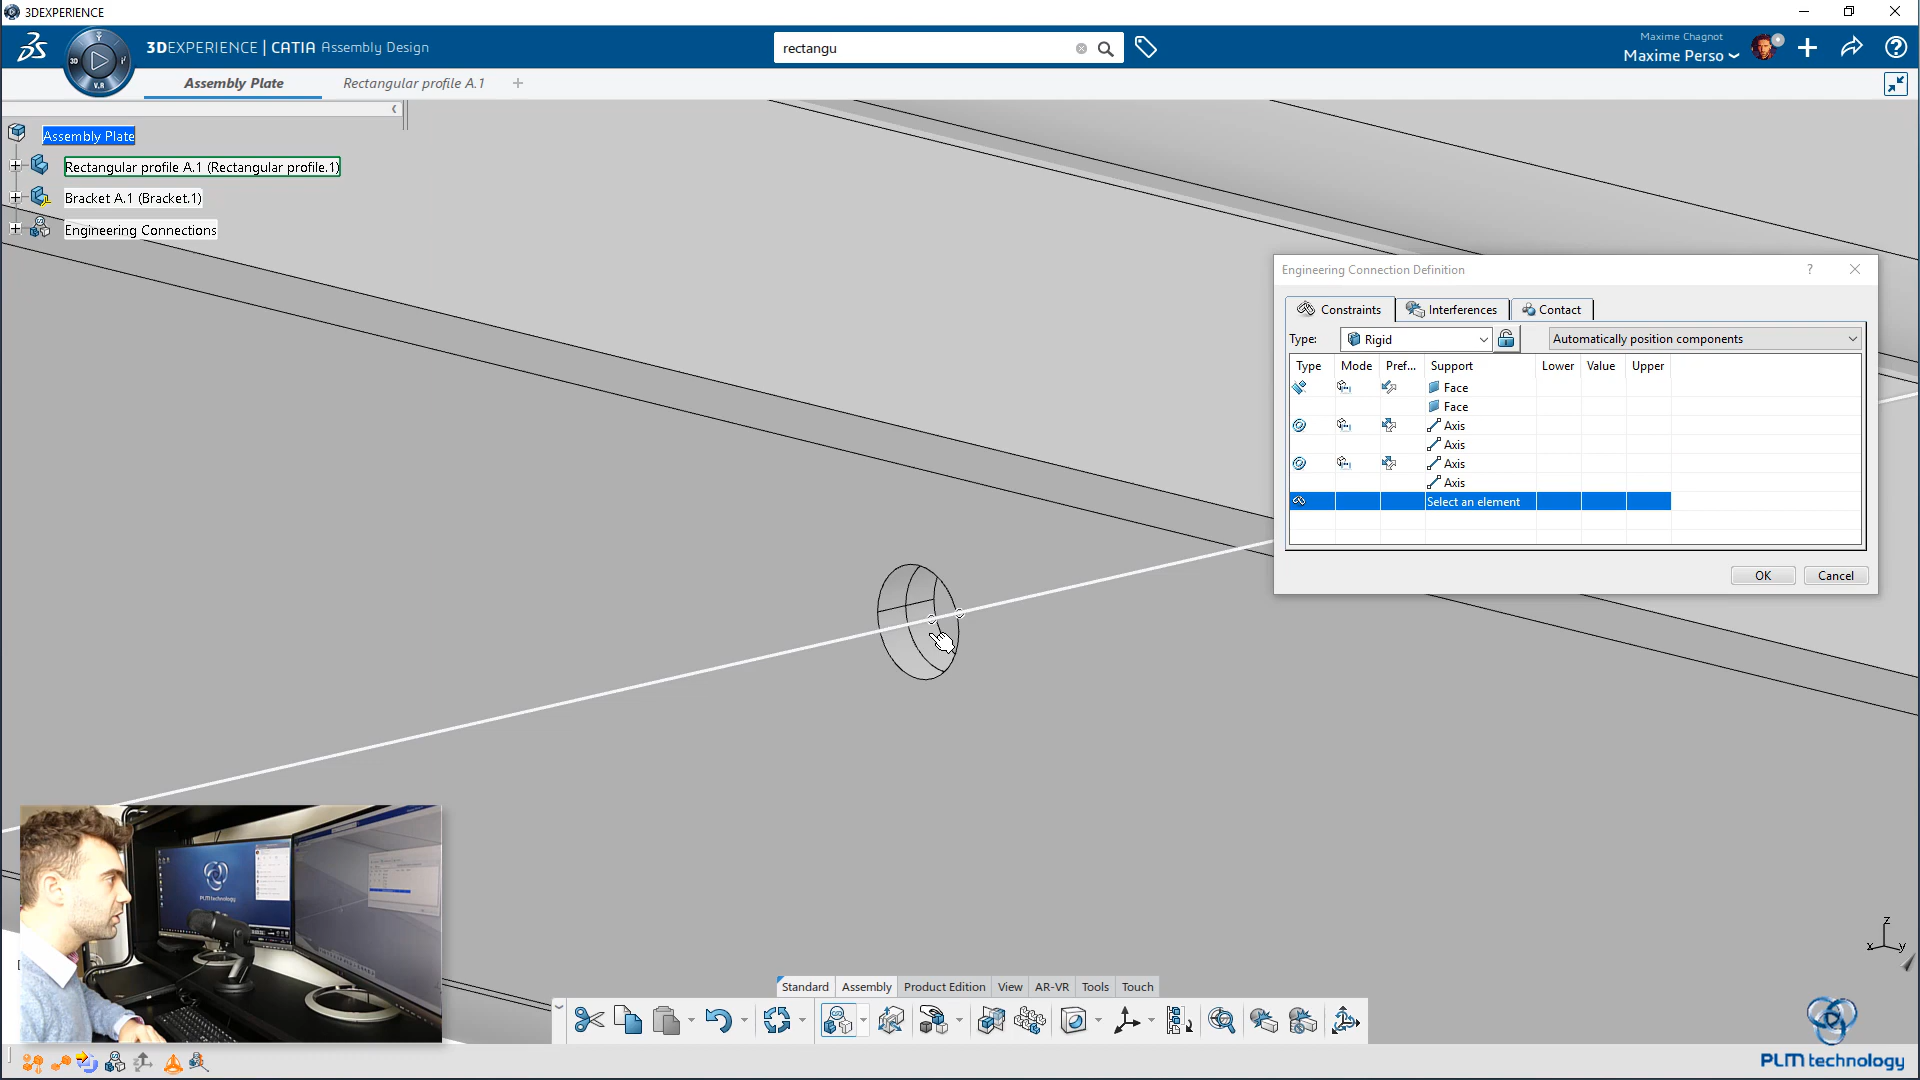 3DEXPERIENCE
3DEXPERIENCE | CATIA Assembly Design
rectangu
Maxime Chagnot
Maxime Perso
3D
V.R
Assembly Plate
Rectangular profile A.1
Assembly Plate
Rectangular profile A.1 (Rectangular profile.1)
Bracket A.1 (Bracket.1)
Engineering Connections
Engineering Connection Definition
?
Constraints
Interferences
Contact
Type:
Rigid
Automatically position components
Type Mode Pref... Support Lower Value Upper
Face
Face
Axis
Axis
Axis
Axis
Select an element
OK
Cancel
z
x
y
PLM technology
Standard
Assembly
Product Edition
View
AR-VR
Tools
Touch
PLM technology